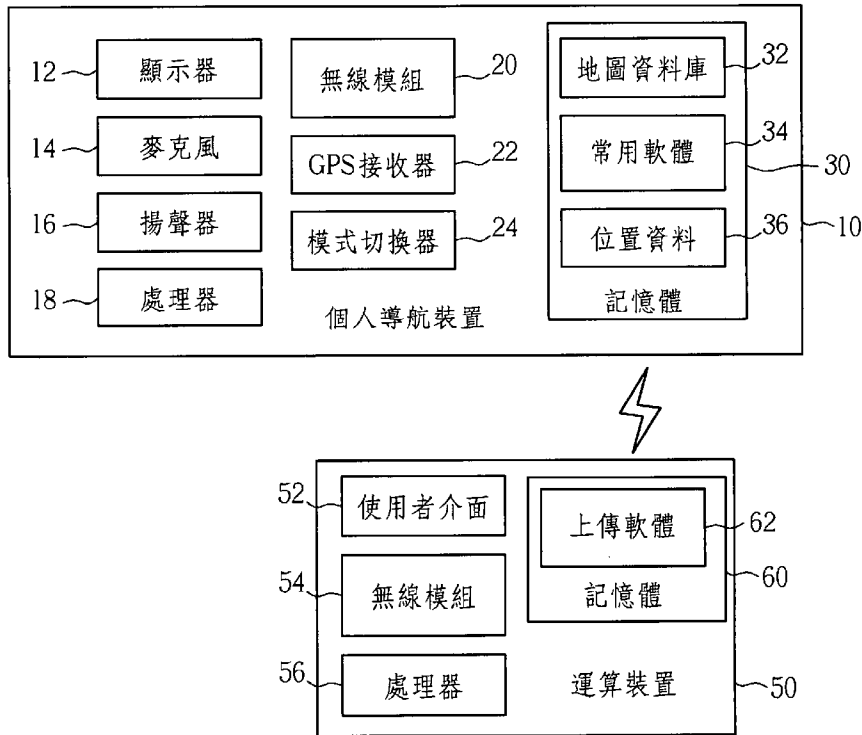 12 顯示器
14 麥克風
16 揚聲器
18 處理器
無線模組 20
GPS接收器 22
模式切換器 24
個人導航裝置
地圖資料庫 32
常用軟體 34
位置資料 36
記憶體
30
10
52 使用者介面
54 無線模組
56 處理器
上傳軟體 62
記憶體
60
運算裝置 50